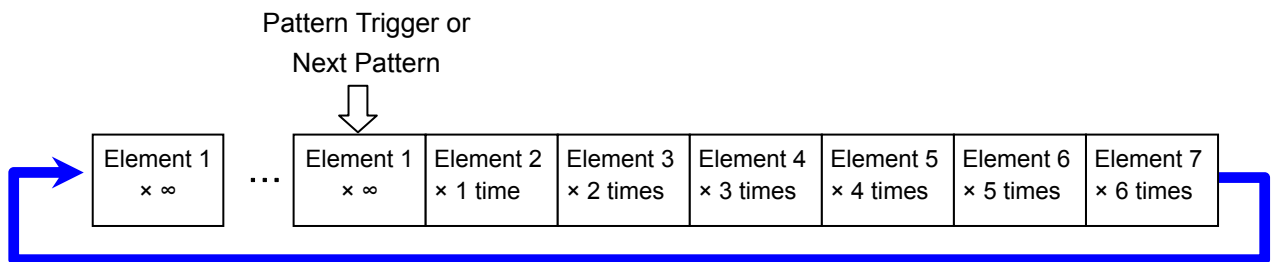 Pattern Trigger or
Next Pattern
Element 1
× ∞
...
Element 1
× ∞
Element 2
× 1 time
Element 3
× 2 times
Element 4
× 3 times
Element 5
× 4 times
Element 6
× 5 times
Element 7
× 6 times